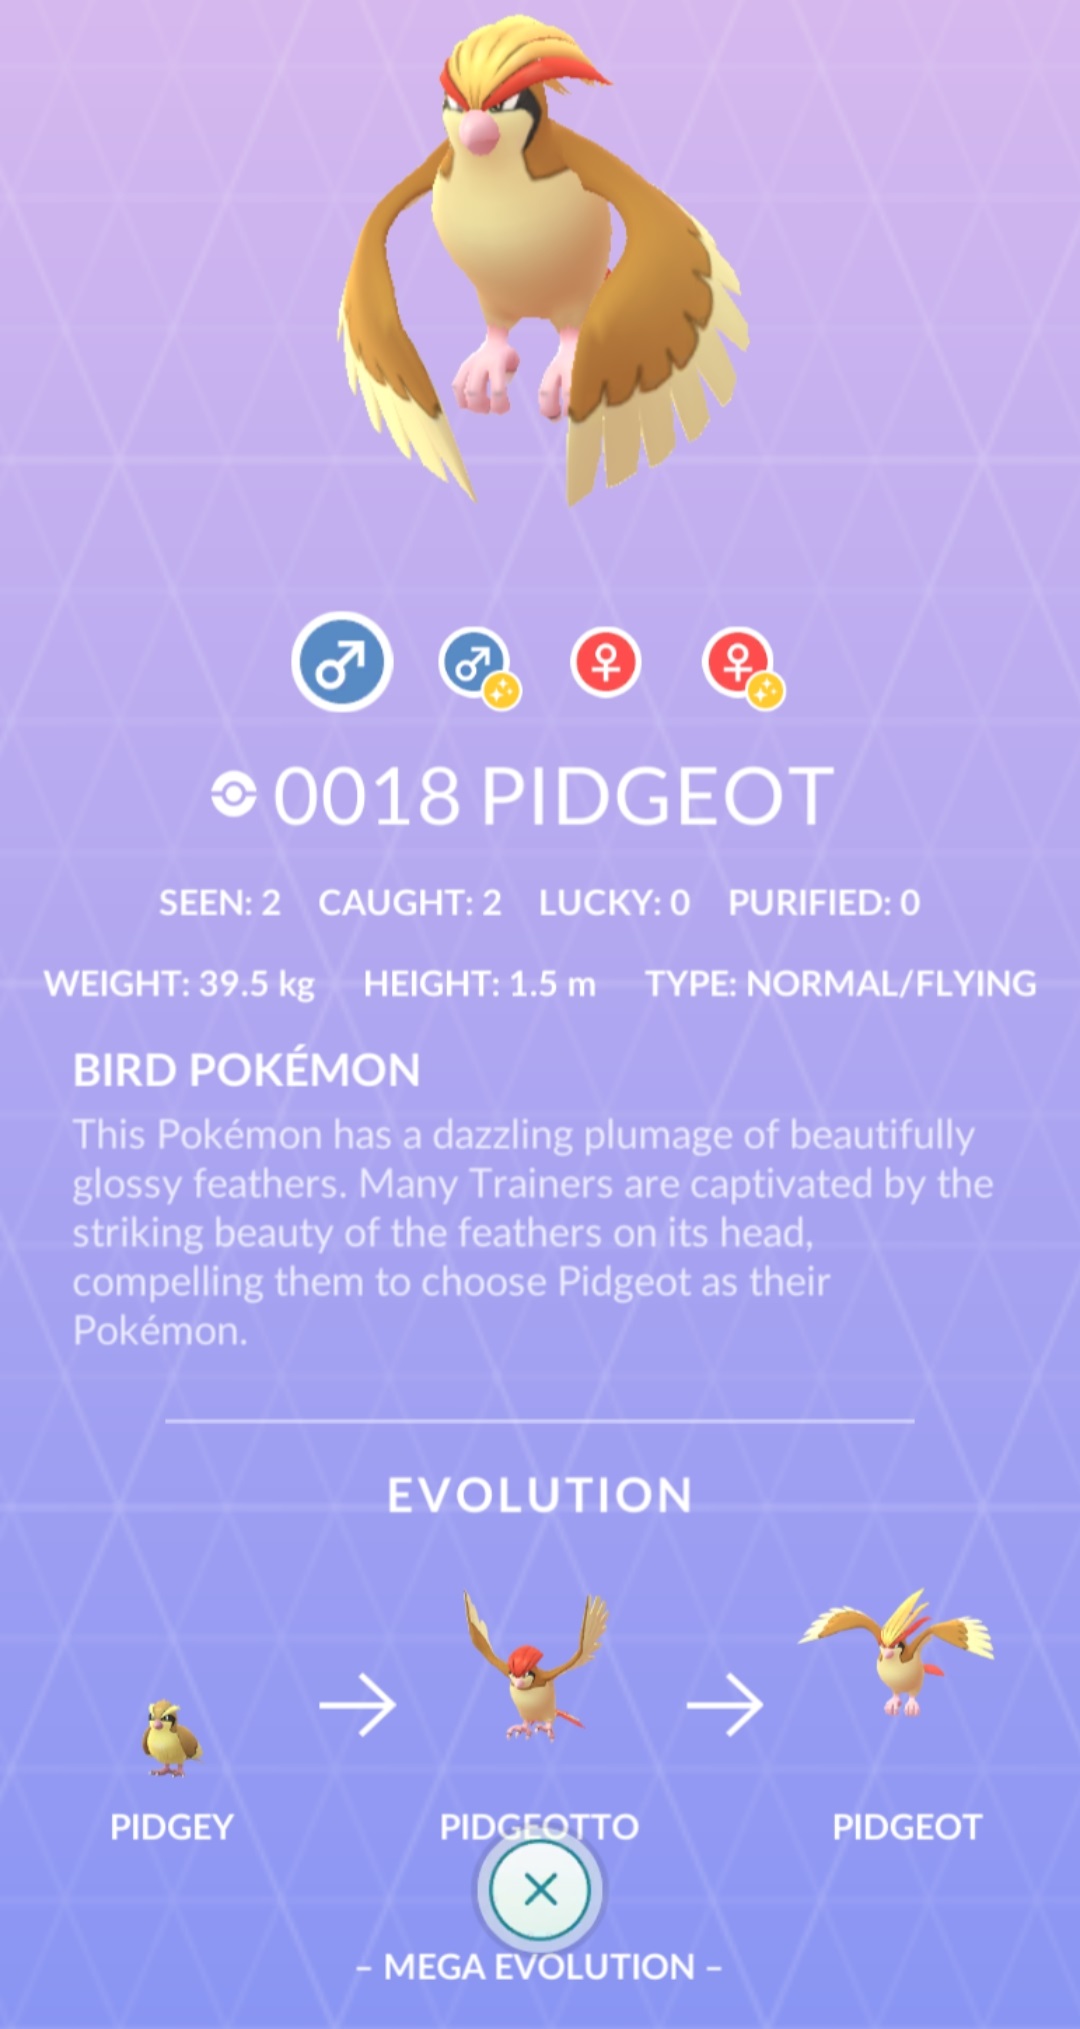 0018 PIDGEOT
SEEN: 2 CAUGHT: 2 LUCKY: 0 PURIFIED: 0
WEIGHT: 39.5 kg HEIGHT: 1.5 m TYPE: NORMAL/FLYING
BIRD POKÉMON
This Pokémon has a dazzling plumage of beautifully
glossy feathers. Many Trainers are captivated by the
striking beauty of the feathers on its head,
compelling them to choose Pidgeot as their
Pokémon.
EVOLUTION
PIDGEY PIDGEOTTO PIDGEOT
– MEGA EVOLUTION –